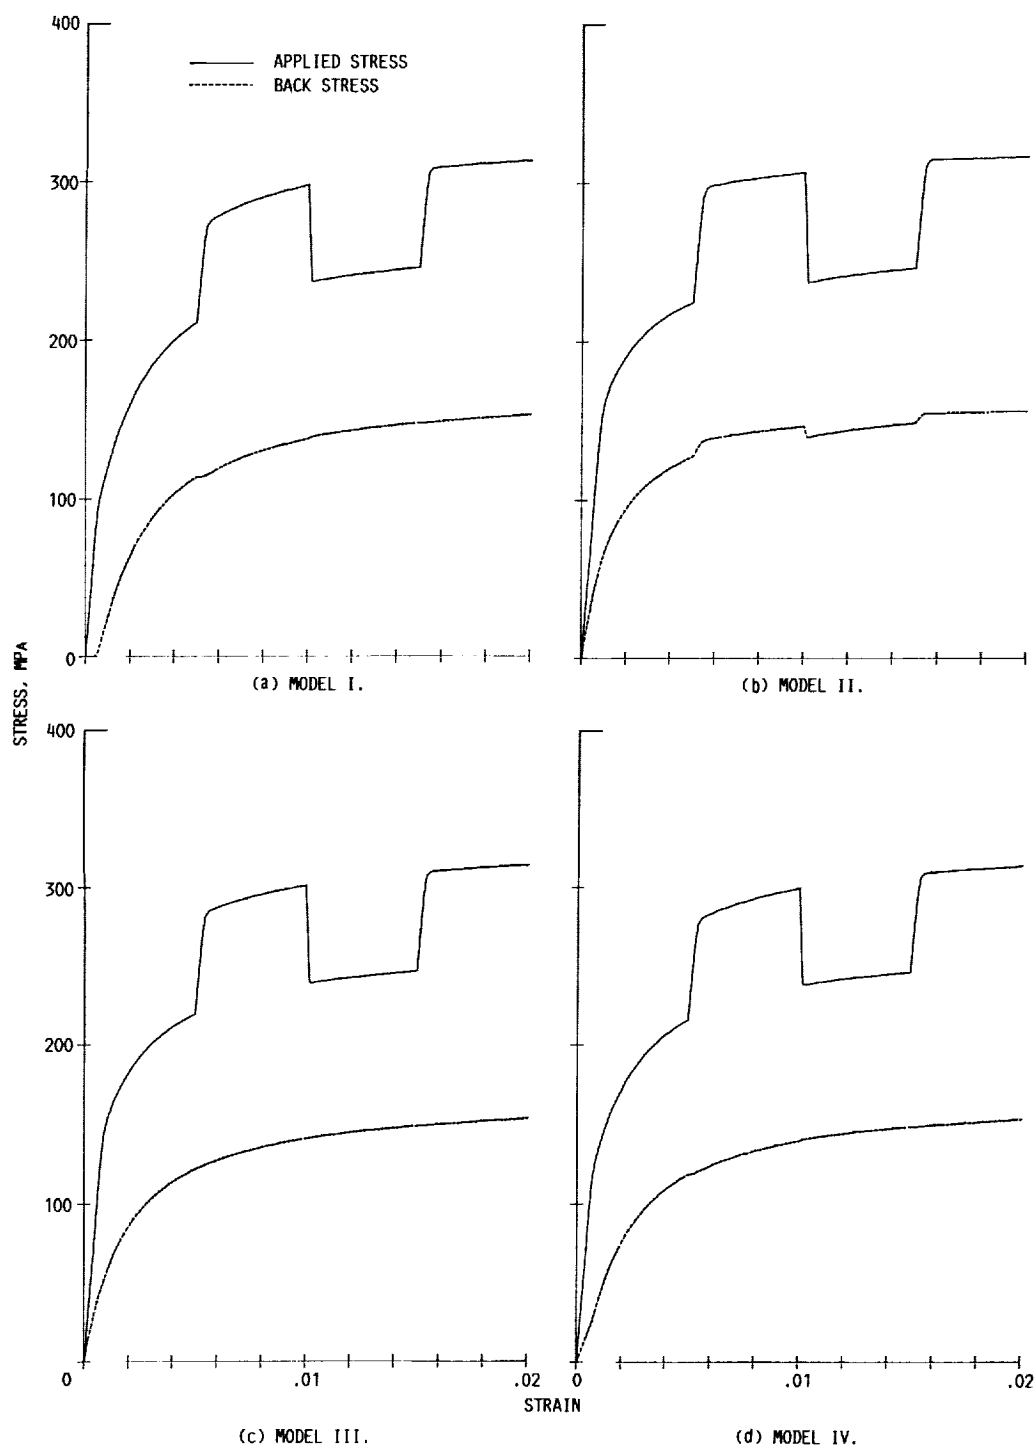 400
APPLIED STRESS
BACK STRESS
300
200
100
0
(a) MODEL I.
(b) MODEL II.
STRESS, MPA
400
300
200
100
0
.01
.02
0
.01
.02
STRAIN
(c) MODEL III.
(d) MODEL IV.